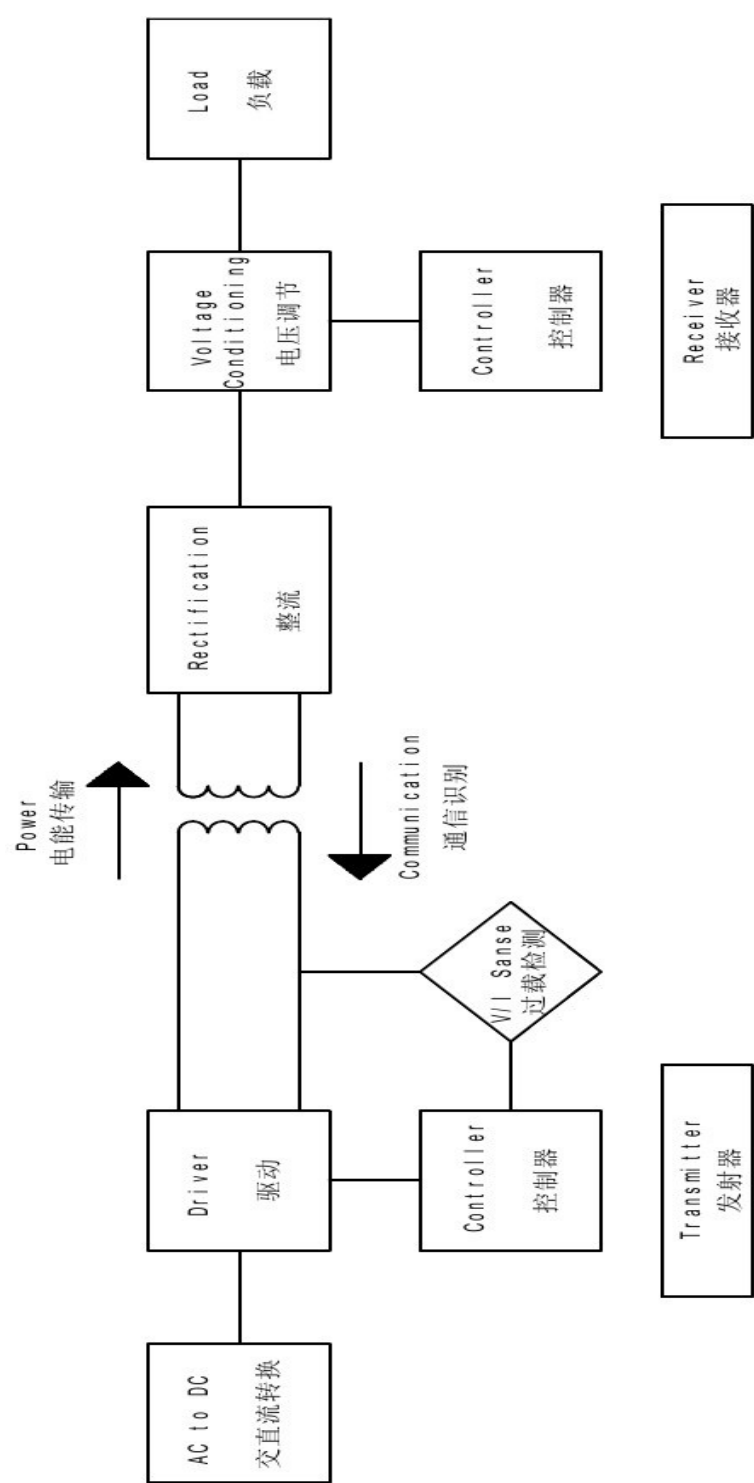 Power
电能传输
AC to DC
交直流转换
Driver
驱动
Rectification
整流
Voltage
Conditioning
电压调节
Load
负载
Communication
通信识别
V/I Sanse
过载检测
Controller
控制器
Controller
控制器
Transmitter
发射器
Receiver
接收器